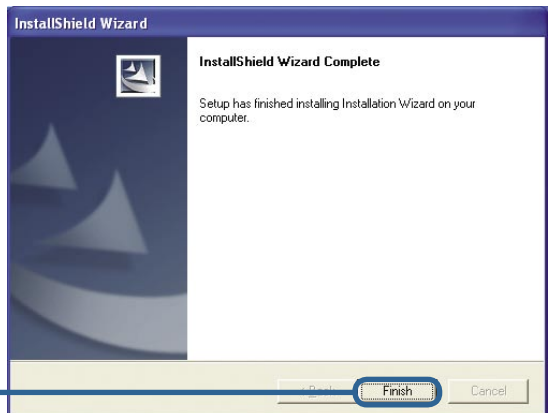 InstallShield Wizard
InstallShield Wizard Complete
Setup has finished installing Installation Wizard on your
computer.
Finish
Cancel